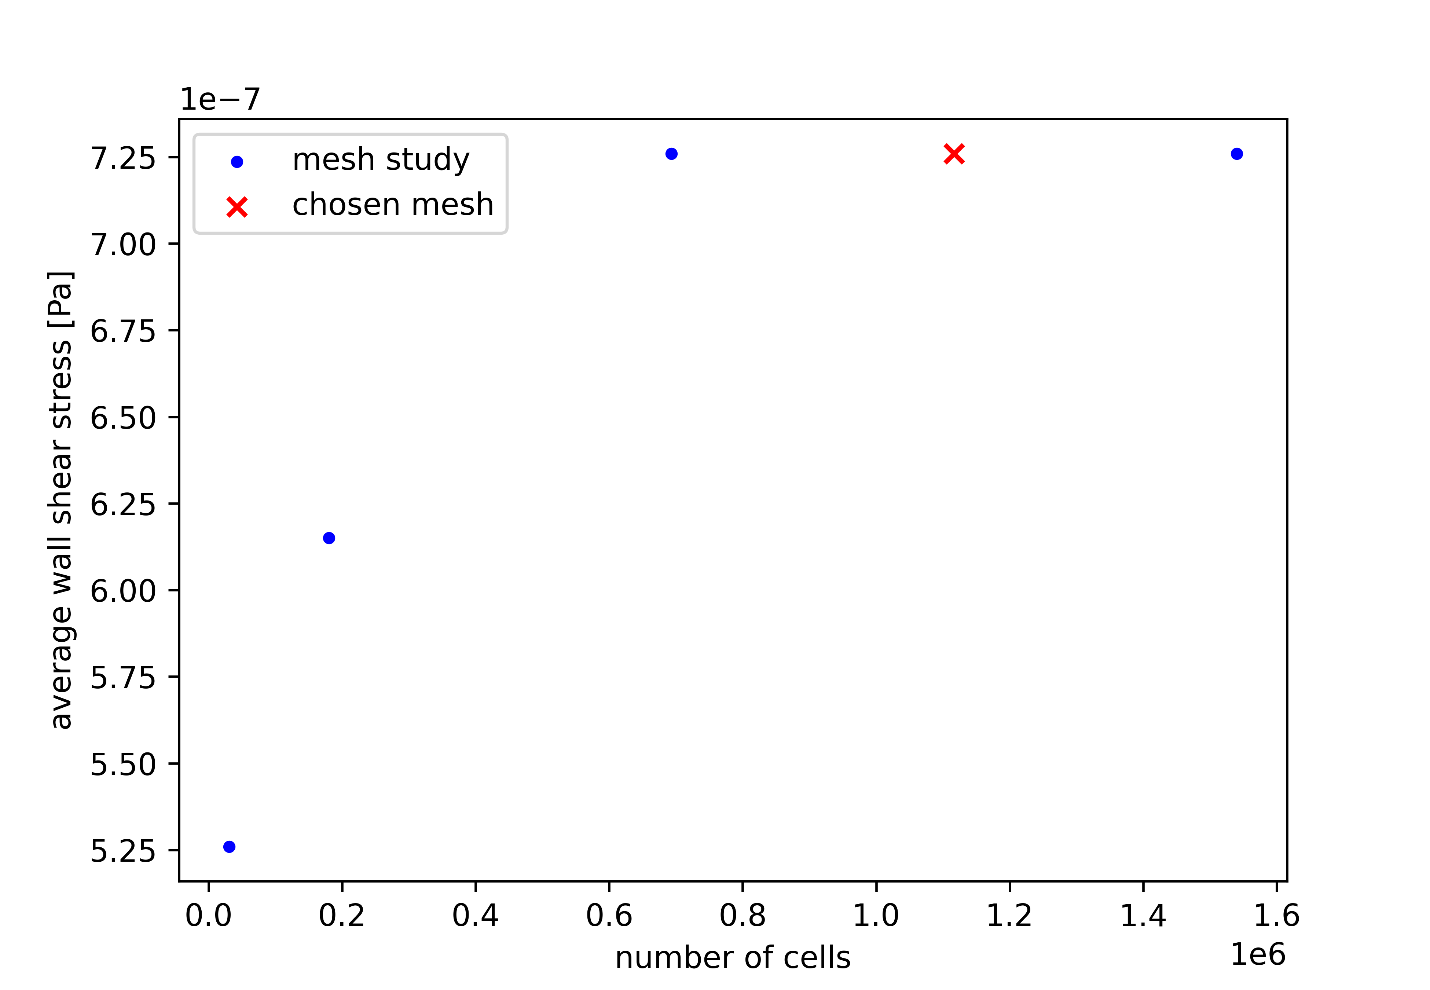 1e−7
mesh study
chosen mesh
average wall shear stress [Pa]
7.25
7.00
6.75
6.50
6.25
6.00
5.75
5.50
5.25
0.0 0.2 0.4 0.6 0.8 1.0 1.2 1.4 1.6
number of cells
1e6